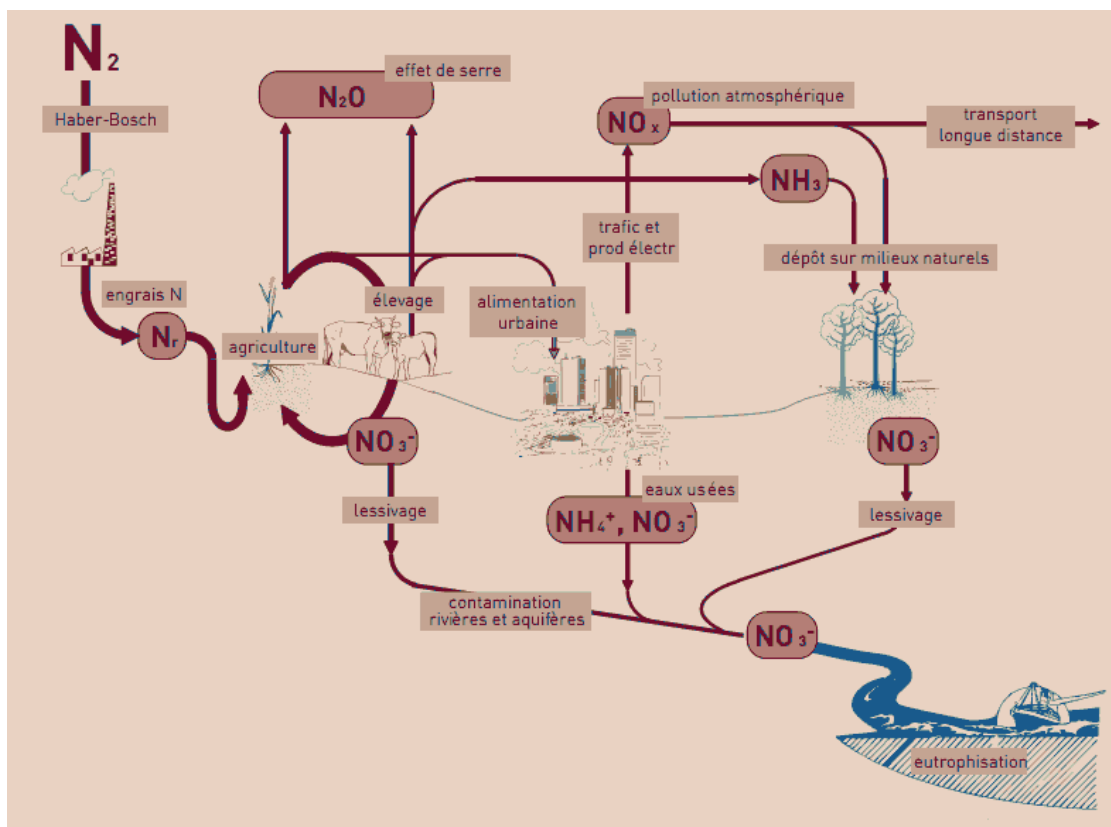 N₂
Haber-Bosch
effet de serre
N₂O
pollution atmosphérique
NOₓ
transport
longue distance
NH₃
trafic et
prod électr
dépôt sur milieux naturels
engrais N
Nᵣ
agriculture
élevage
alimentation
urbaine
NO₃⁻
lessivage
eaux usées
NH₄⁺, NO₃⁻
NO₃⁻
lessivage
contamination
rivières et aquifères
NO₃⁻
eutrophisation